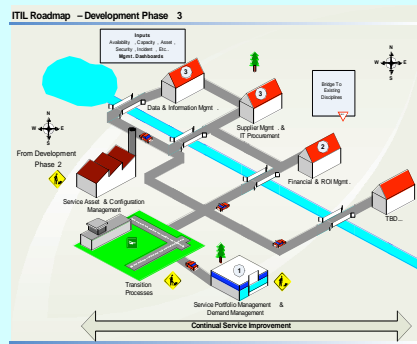 ITIL Roadmap – Development Phase 3
Inputs
Availability , Capacity , Asset ,
Security , Incident , Etc..
Mgmt. Dashboards
N
W
E
S
3
Data & Information Mgmt .
3
Supplier Mgmt . &
IT Procurement
Bridge To
Existing
Disciplines
N
W
E
S
From Development
Phase 2
Service Asset & Configuration
Management
2
Financial & ROI Mgmt .
TBD...
Transition
Processes
1
Service Portfolio Management &
Demand Management
Continual Service Improvement